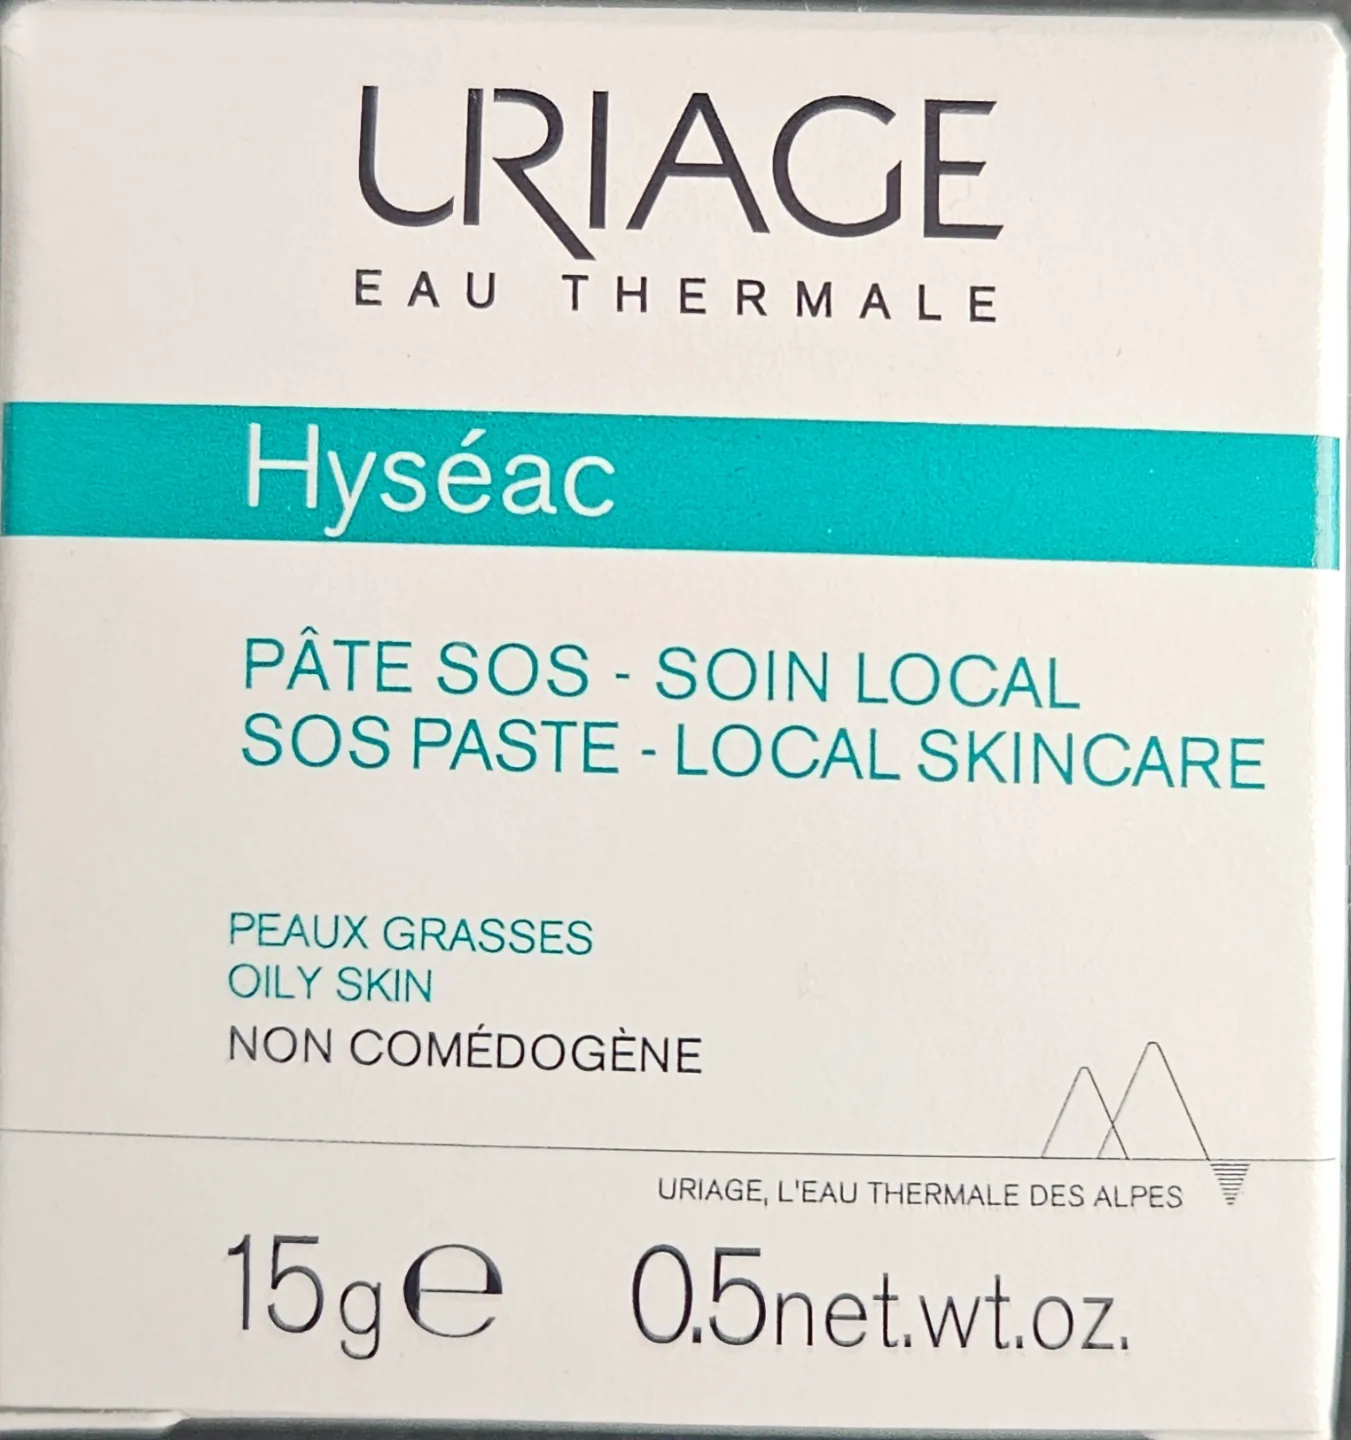 URIAGE
EAU THERMALE
Hyséac
PÂTE SOS - SOIN LOCAL
SOS PASTE - LOCAL SKINCARE
PEAUX GRASSES
OILY SKIN
NON COMÉDOGÈNE
URIAGE, L'EAU THERMALE DES ALPES
15g℮ 0.5net.wt.oz.